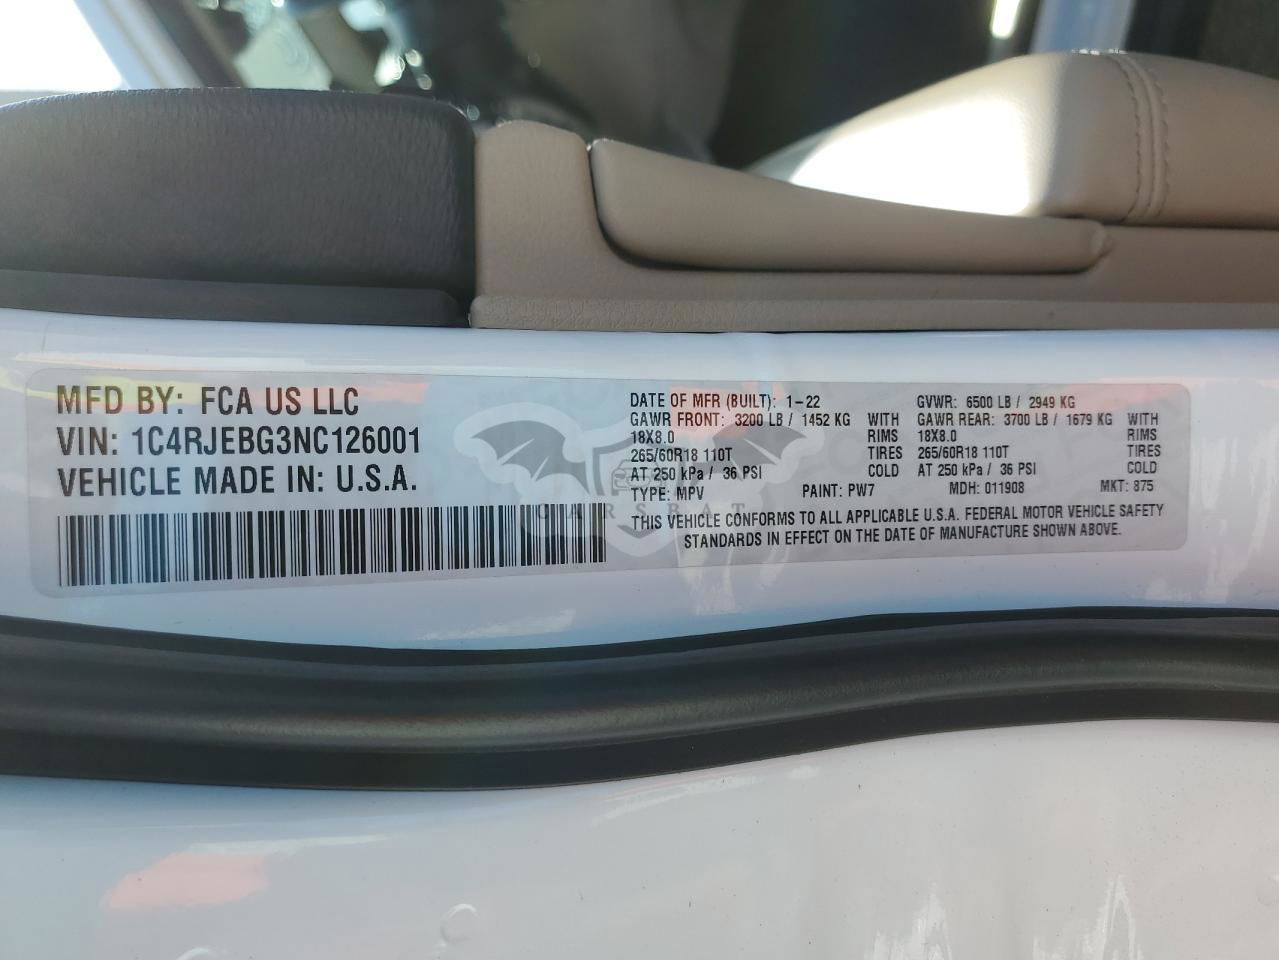 MFD BY: FCA US LLC
VIN: 1C4RJEBG3NC126001
VEHICLE MADE IN: U.S.A.
DATE OF MFR (BUILT): 1-22
GAWR FRONT: 3200 LB / 1452 KG WITH
18X8.0 RIMS
265/60R18 110T TIRES
AT 250 kPa / 36 PSI COLD
TYPE: MPV PAINT: PW7
GVWR: 6500 LB / 2949 KG
GAWR REAR: 3700 LB / 1679 KG WITH
18X8.0 RIMS
265/60R18 110T TIRES
AT 250 kPa / 36 PSI COLD
MDH: 011908 MKT: 875
THIS VEHICLE CONFORMS TO ALL APPLICABLE U.S.A. FEDERAL MOTOR VEHICLE SAFETY
STANDARDS IN EFFECT ON THE DATE OF MANUFACTURE SHOWN ABOVE.
CARSBAT